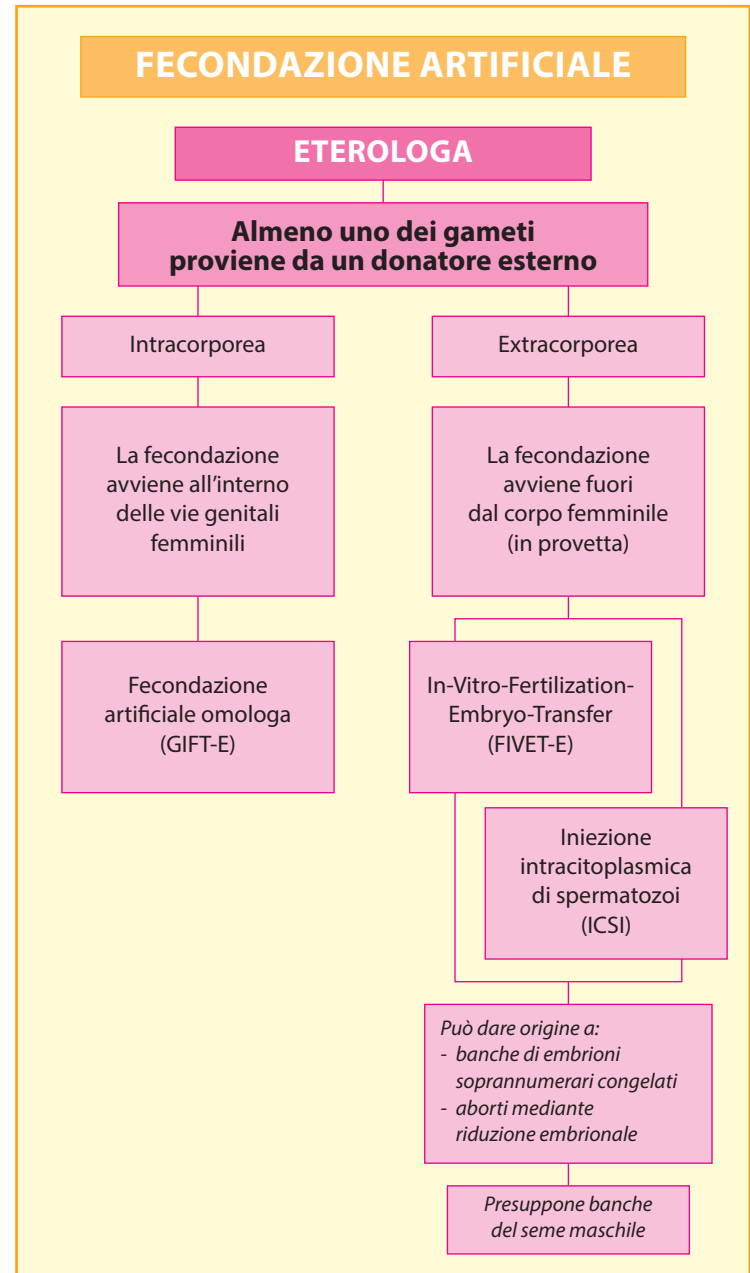 FECONDAZIONE ARTIFICIALE
ETEROLOGA
Almeno uno dei gameti
proviene da un donatore esterno
Intracorporea
Extracorporea
La fecondazione
avviene all’interno
delle vie genitali
femminili
La fecondazione
avviene fuori
dal corpo femminile
(in provetta)
Fecondazione
artificiale omologa
(GIFT-E)
In-Vitro-Fertilization-
Embryo-Transfer
(FIVET-E)
Iniezione
intracitoplasmica
di spermatozoi
(ICSI)
Può dare origine a:
- banche di embrioni
soprannumerari congelati
- aborti mediante
riduzione embrionale
Presuppone banche
del seme maschile